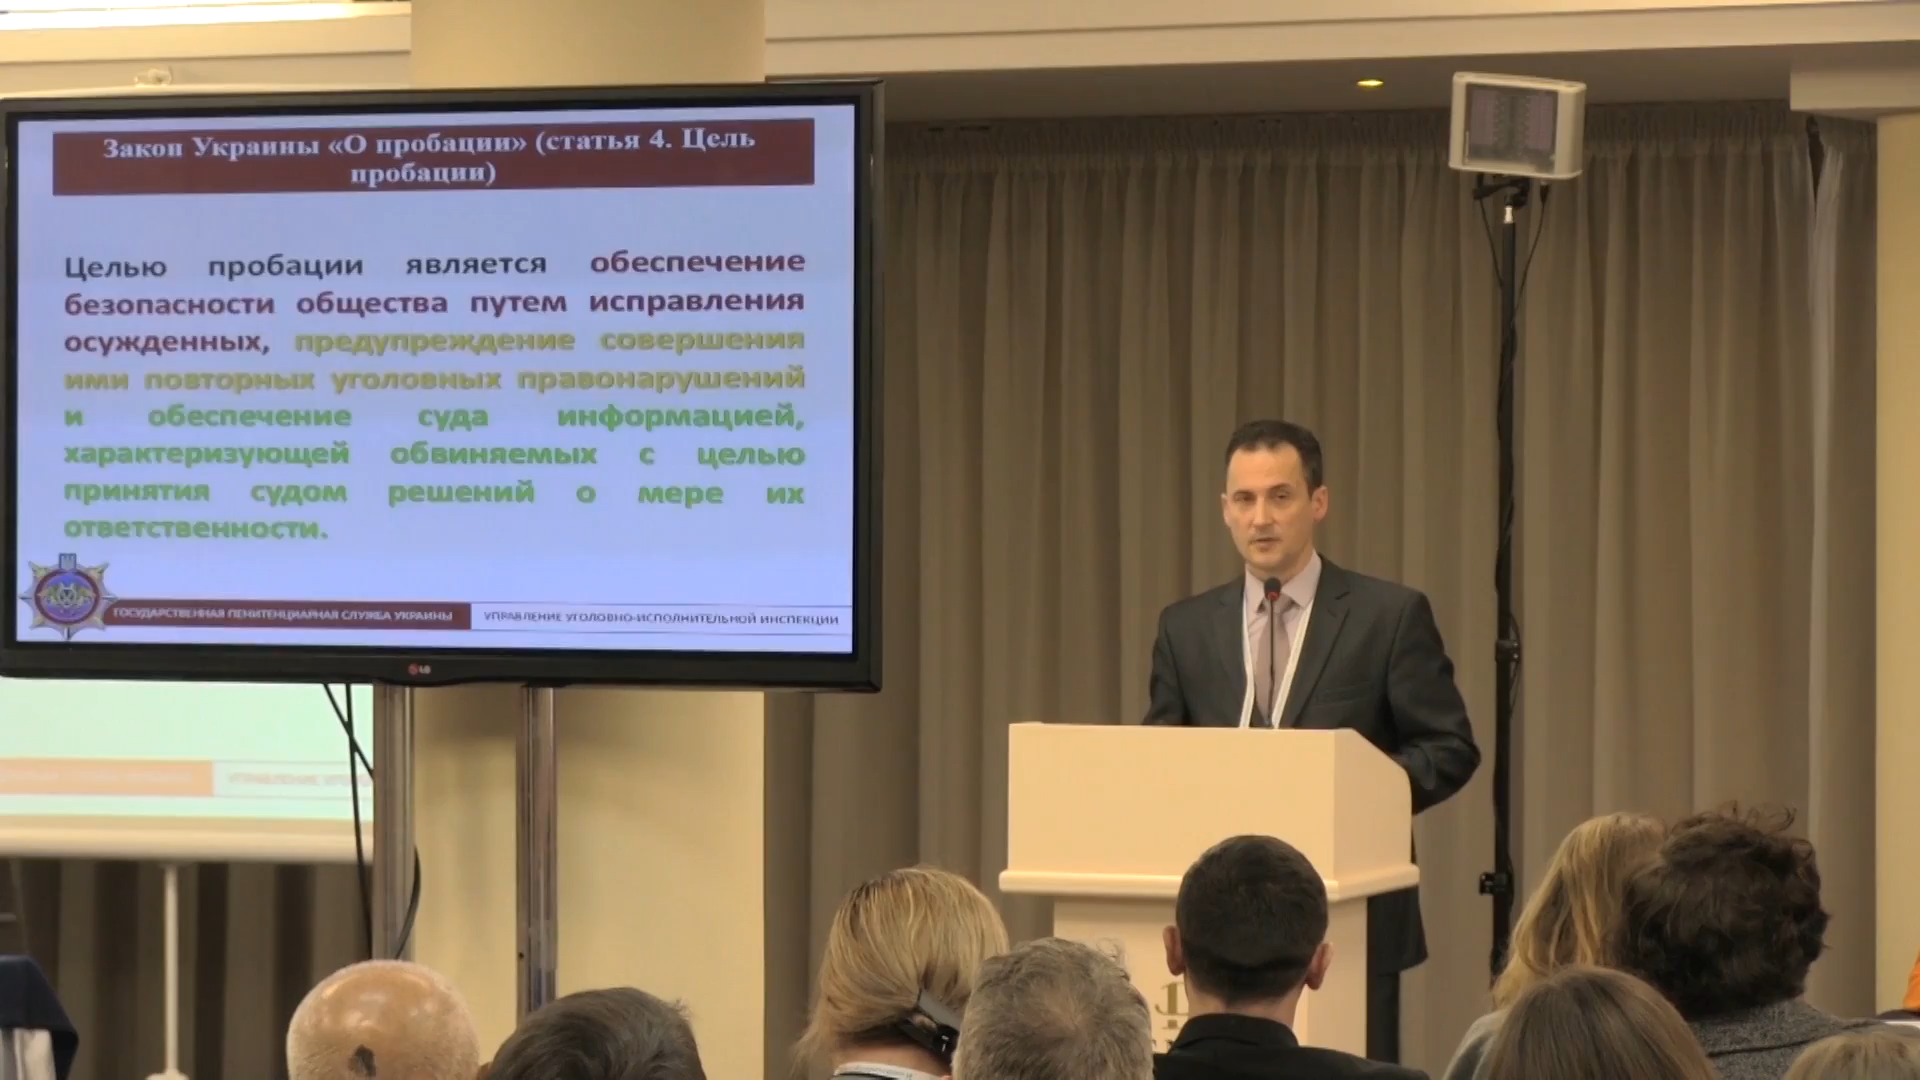 Закон Украины «О пробации» (статья 4. Цель
пробации)
Целью пробации является обеспечение
безопасности общества путем исправления
осужденных, предупреждение совершения
ими повторных уголовных правонарушений
и обеспечение суда информацией,
характеризующей обвиняемых с целью
принятия судом решений о мере их
ответственности.
ГОСУДАРСТВЕННАЯ ПЕНИТЕНЦИАРНАЯ СЛУЖБА УКРАИНЫ
УПРАВЛЕНИЕ УГОЛОВНО-ИСПОЛНИТЕЛЬНОЙ ИНСПЕКЦИИ
LG